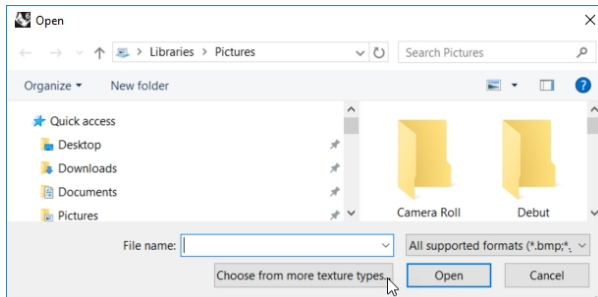 Open
Libraries > Pictures
Search Pictures
Organize
New folder
Quick access
Desktop
Downloads
Documents
Pictures
Camera Roll
Debut
File name:
All supported formats (*.bmp;*.
Choose from more texture types...
Open
Cancel